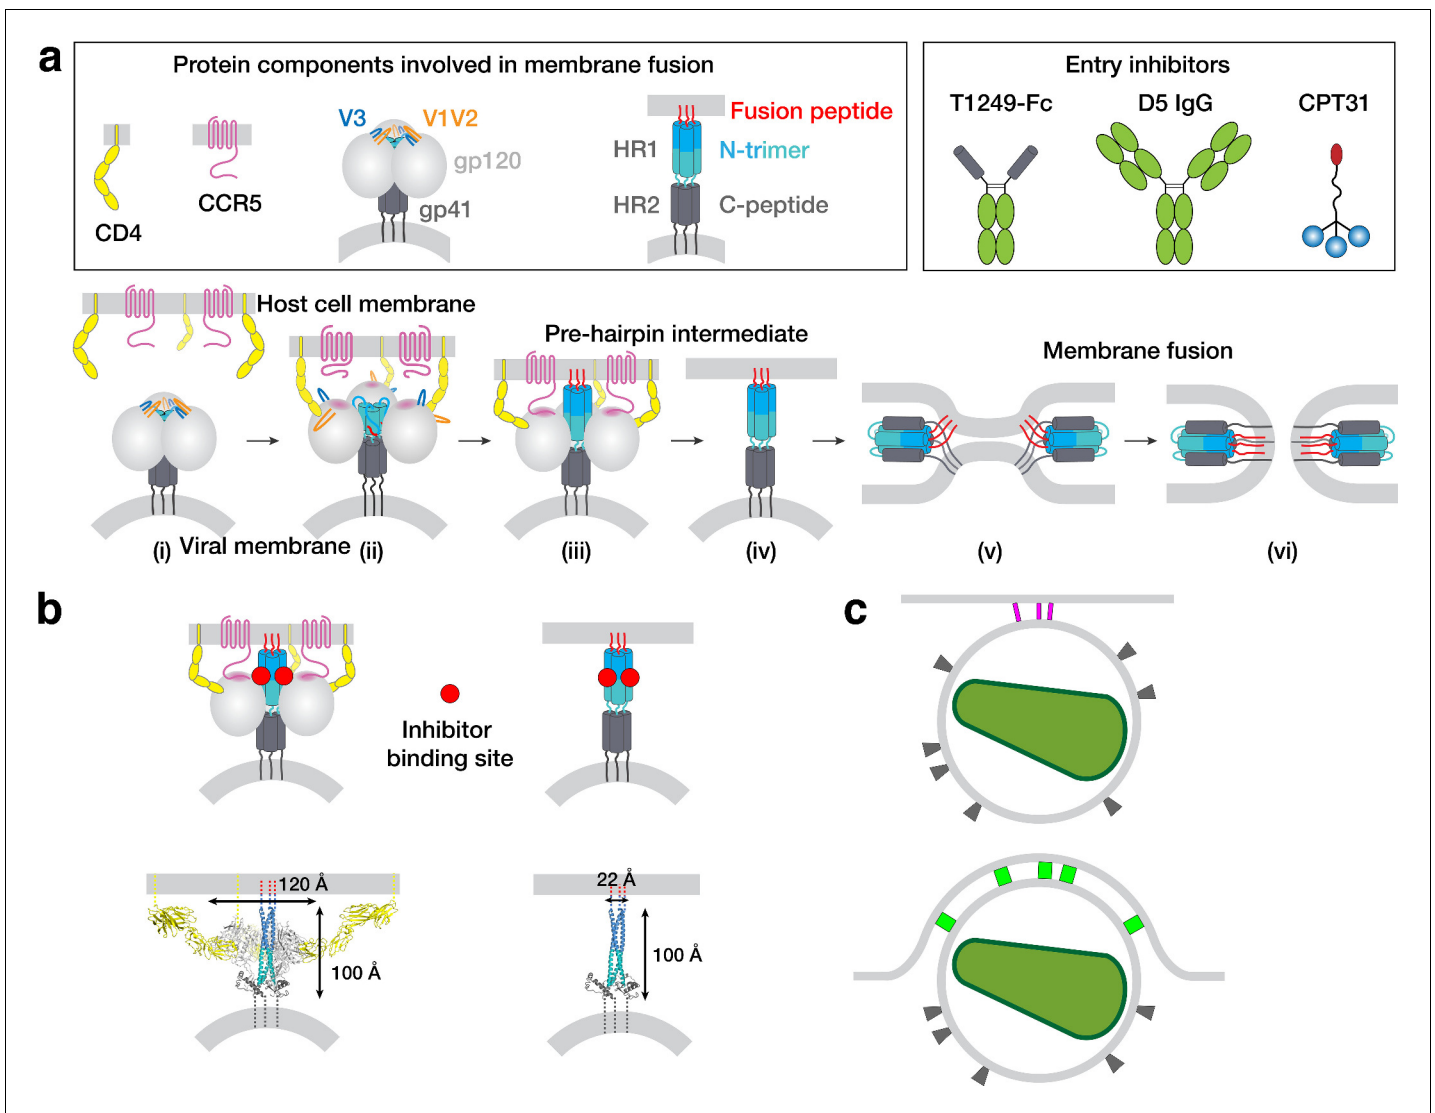 a
Protein components involved in membrane fusion
V3
V1V2
gp120
gp41
CD4
CCR5
Fusion peptide
HR1
N-trimer
HR2
C-peptide
Entry inhibitors
T1249-Fc
D5 IgG
CPT31
Host cell membrane
Pre-hairpin intermediate
Membrane fusion
(i)
Viral membrane
(ii)
(iii)
(iv)
(v)
(vi)
b
Inhibitor
binding site
120 Å
100 Å
22 Å
100 Å
c